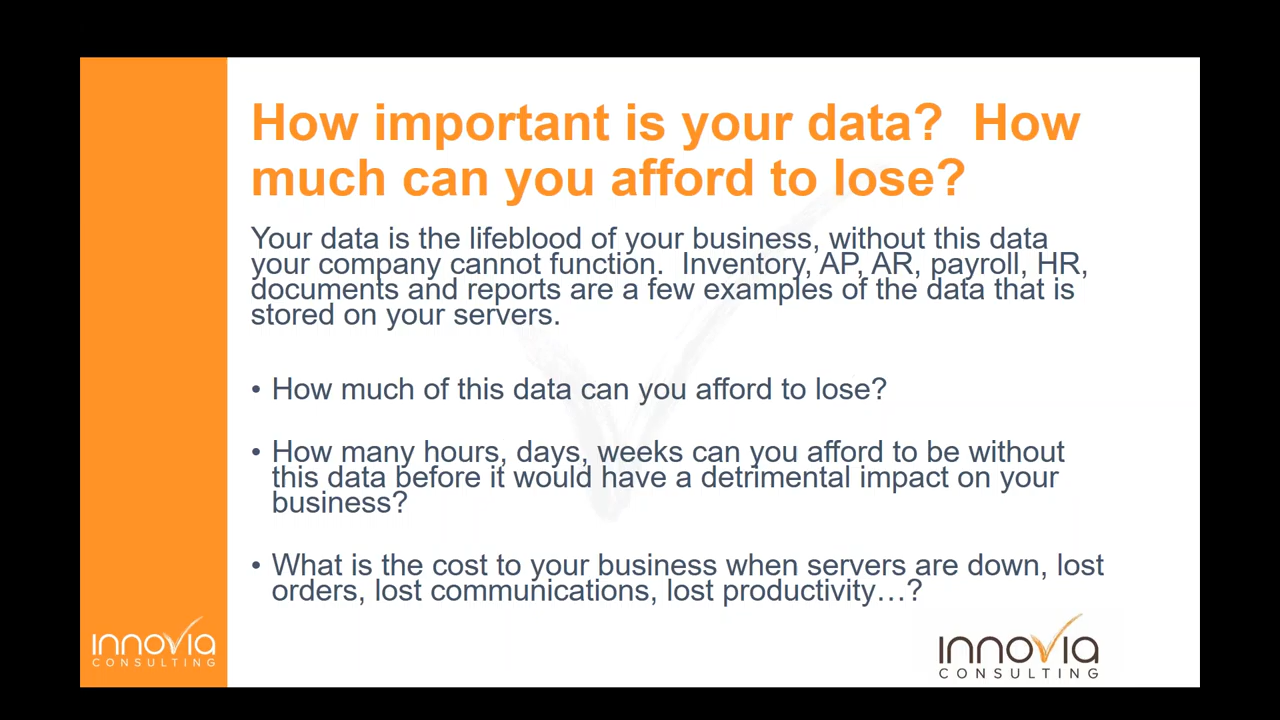 How important is your data?  How
much can you afford to lose?
Your data is the lifeblood of your business, without this data
your company cannot function.  Inventory, AP, AR, payroll, HR,
documents and reports are a few examples of the data that is
stored on your servers.
• How much of this data can you afford to lose?
• How many hours, days, weeks can you afford to be without
this data before it would have a detrimental impact on your
business?
• What is the cost to your business when servers are down, lost
orders, lost communications, lost productivity…?
innovia
CONSULTING
innovia
CONSULTING